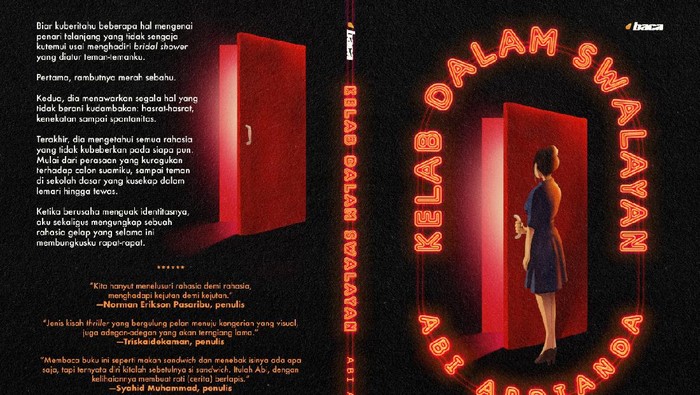 Biar kuberitahu beberapa hal mengenai
penari telanjang yang tidak sengaja
kutemui usai menghadiri bridal shower
yang diatur teman-temanku.
Pertama, rambutnya merah sebahu.
Kedua, dia menawarkan segala hal yang
tidak berani kudambakan: hasrat-hasrat,
kenekatan sampai spontanitas.
Terakhir, dia mengetahui semua rahasia
yang tidak kubeberkan pada siapa pun.
Mulai dari perasaan yang kuragukan
terhadap calon suamiku, sampai teman
di sekolah dasar yang kusekap dalam
lemari hingga tewas.
Ketika berusaha menguak identitasnya,
aku sekaligus mengungkap sebuah
rahasia gelap yang selama ini
membungkusku rapat-rapat.
******
“Kita hanyut menelusuri rahasia demi rahasia,
menghadapi kejutan demi kejutan.”
—Norman Erikson Pasaribu, penulis
“Jenis kisah thriller yang bergulung pelan menuju kengerian yang visual,
juga adegan-adegan yang akan terngiang lama.”
—Triskaidekaman, penulis
“Membaca buku ini seperti makan sandwich dan menebak isinya ada apa
saja, tapi ternyata diri kitalah sebetulnya si sandwich. Itulah Abi, dengan
kelihaiannya membuat roti (cerita) berlapis.”
—Syahid Muhammad, penulis
baca
KELAB DALAM SWALAYAN
ABI A
baca
KELAB DALAM SWALAYAN
ABI ARDIANDA